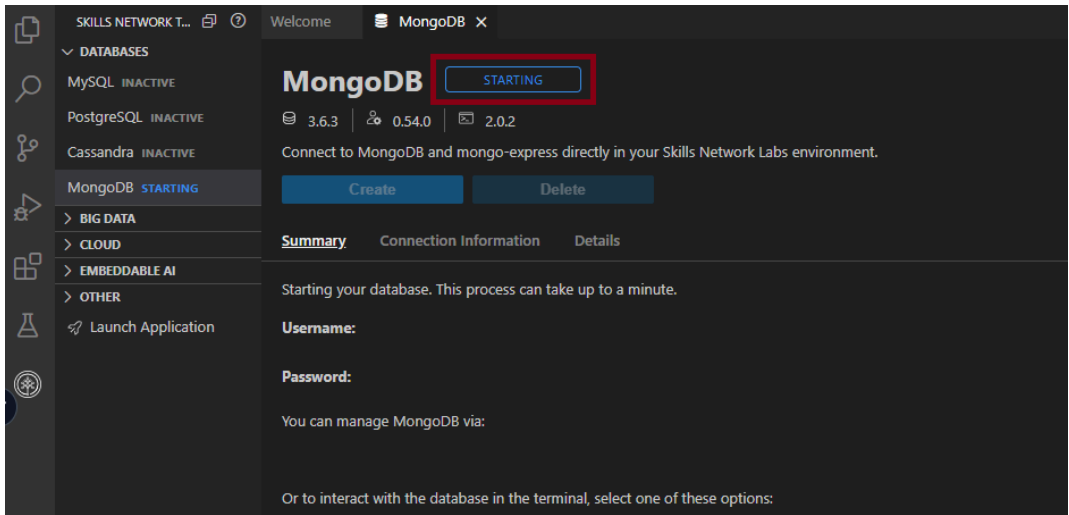 SKILLS NETWORK T...
DATABASES
MySQL INACTIVE
PostgreSQL INACTIVE
Cassandra INACTIVE
MongoDB STARTING
BIG DATA
CLOUD
EMBEDDABLE AI
OTHER
Launch Application
Welcome MongoDB
MongoDB STARTING
3.6.3 0.54.0 2.0.2
Connect to MongoDB and mongo-express directly in your Skills Network Labs environment.
Create Delete
Summary Connection Information Details
Starting your database. This process can take up to a minute.
Username:
Password:
You can manage MongoDB via:
Or to interact with the database in the terminal, select one of these options: